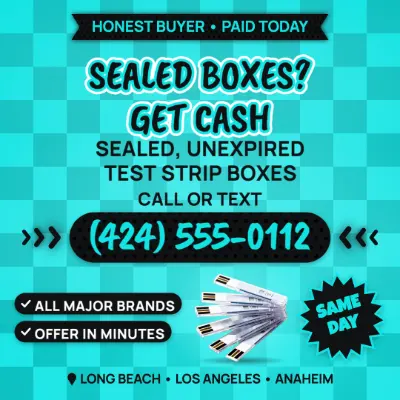 HONEST BUYER • PAID TODAY
SEALED BOXES?
GET CASH
SEALED, UNEXPIRED
TEST STRIP BOXES
CALL OR TEXT
(424) 555-0112
ALL MAJOR BRANDS
OFFER IN MINUTES
SAME
DAY
LONG BEACH • LOS ANGELES • ANAHEIM